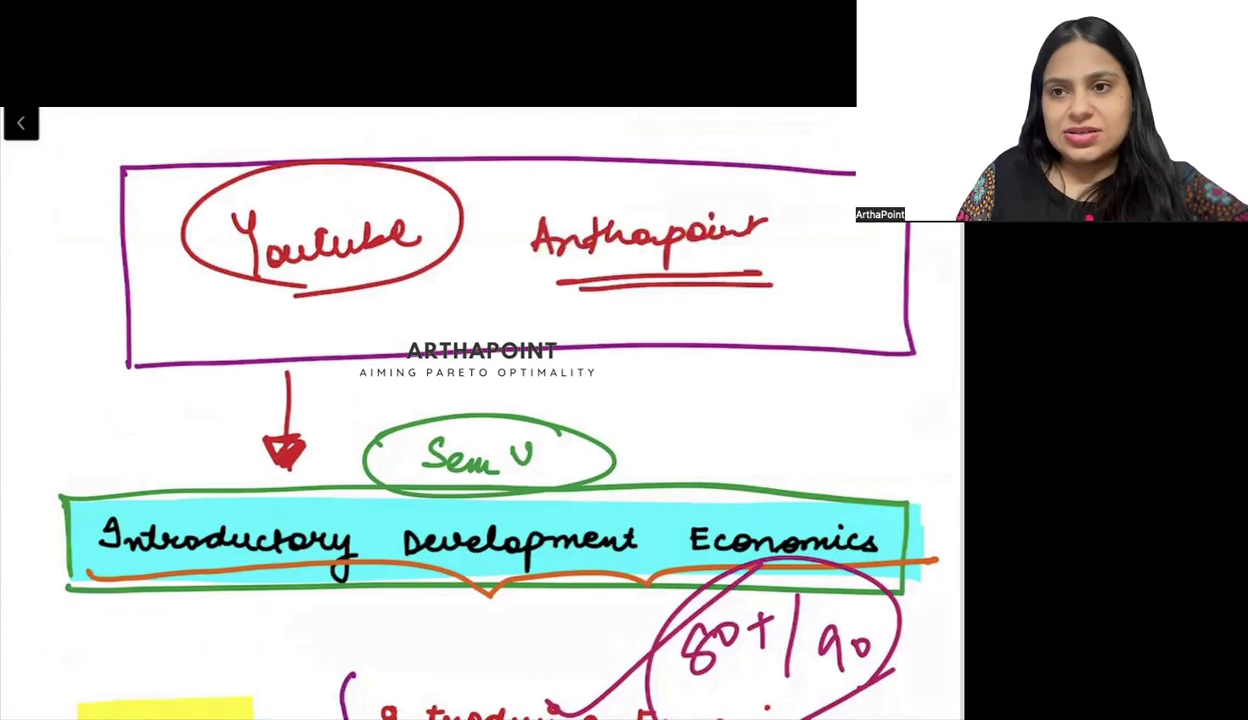 Youtube Arthapoint
ArthaPoint
ARTHAPOINT
AIMING PARETO OPTIMALITY
Sem V
Introductory Development Economics
80+/90